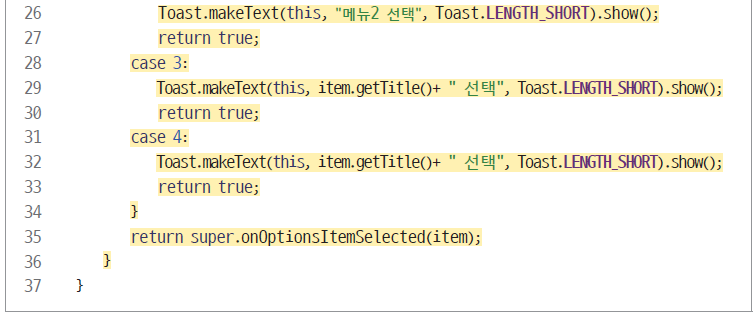 26 Toast.makeText(this, "메뉴2 선택", Toast.LENGTH_SHORT).show();
27 return true;
28 case 3:
29 Toast.makeText(this, item.getTitle()+ " 선택", Toast.LENGTH_SHORT).show();
30 return true;
31 case 4:
32 Toast.makeText(this, item.getTitle()+ " 선택", Toast.LENGTH_SHORT).show();
33 return true;
34 }
35 return super.onOptionsItemSelected(item);
36 }
37 }